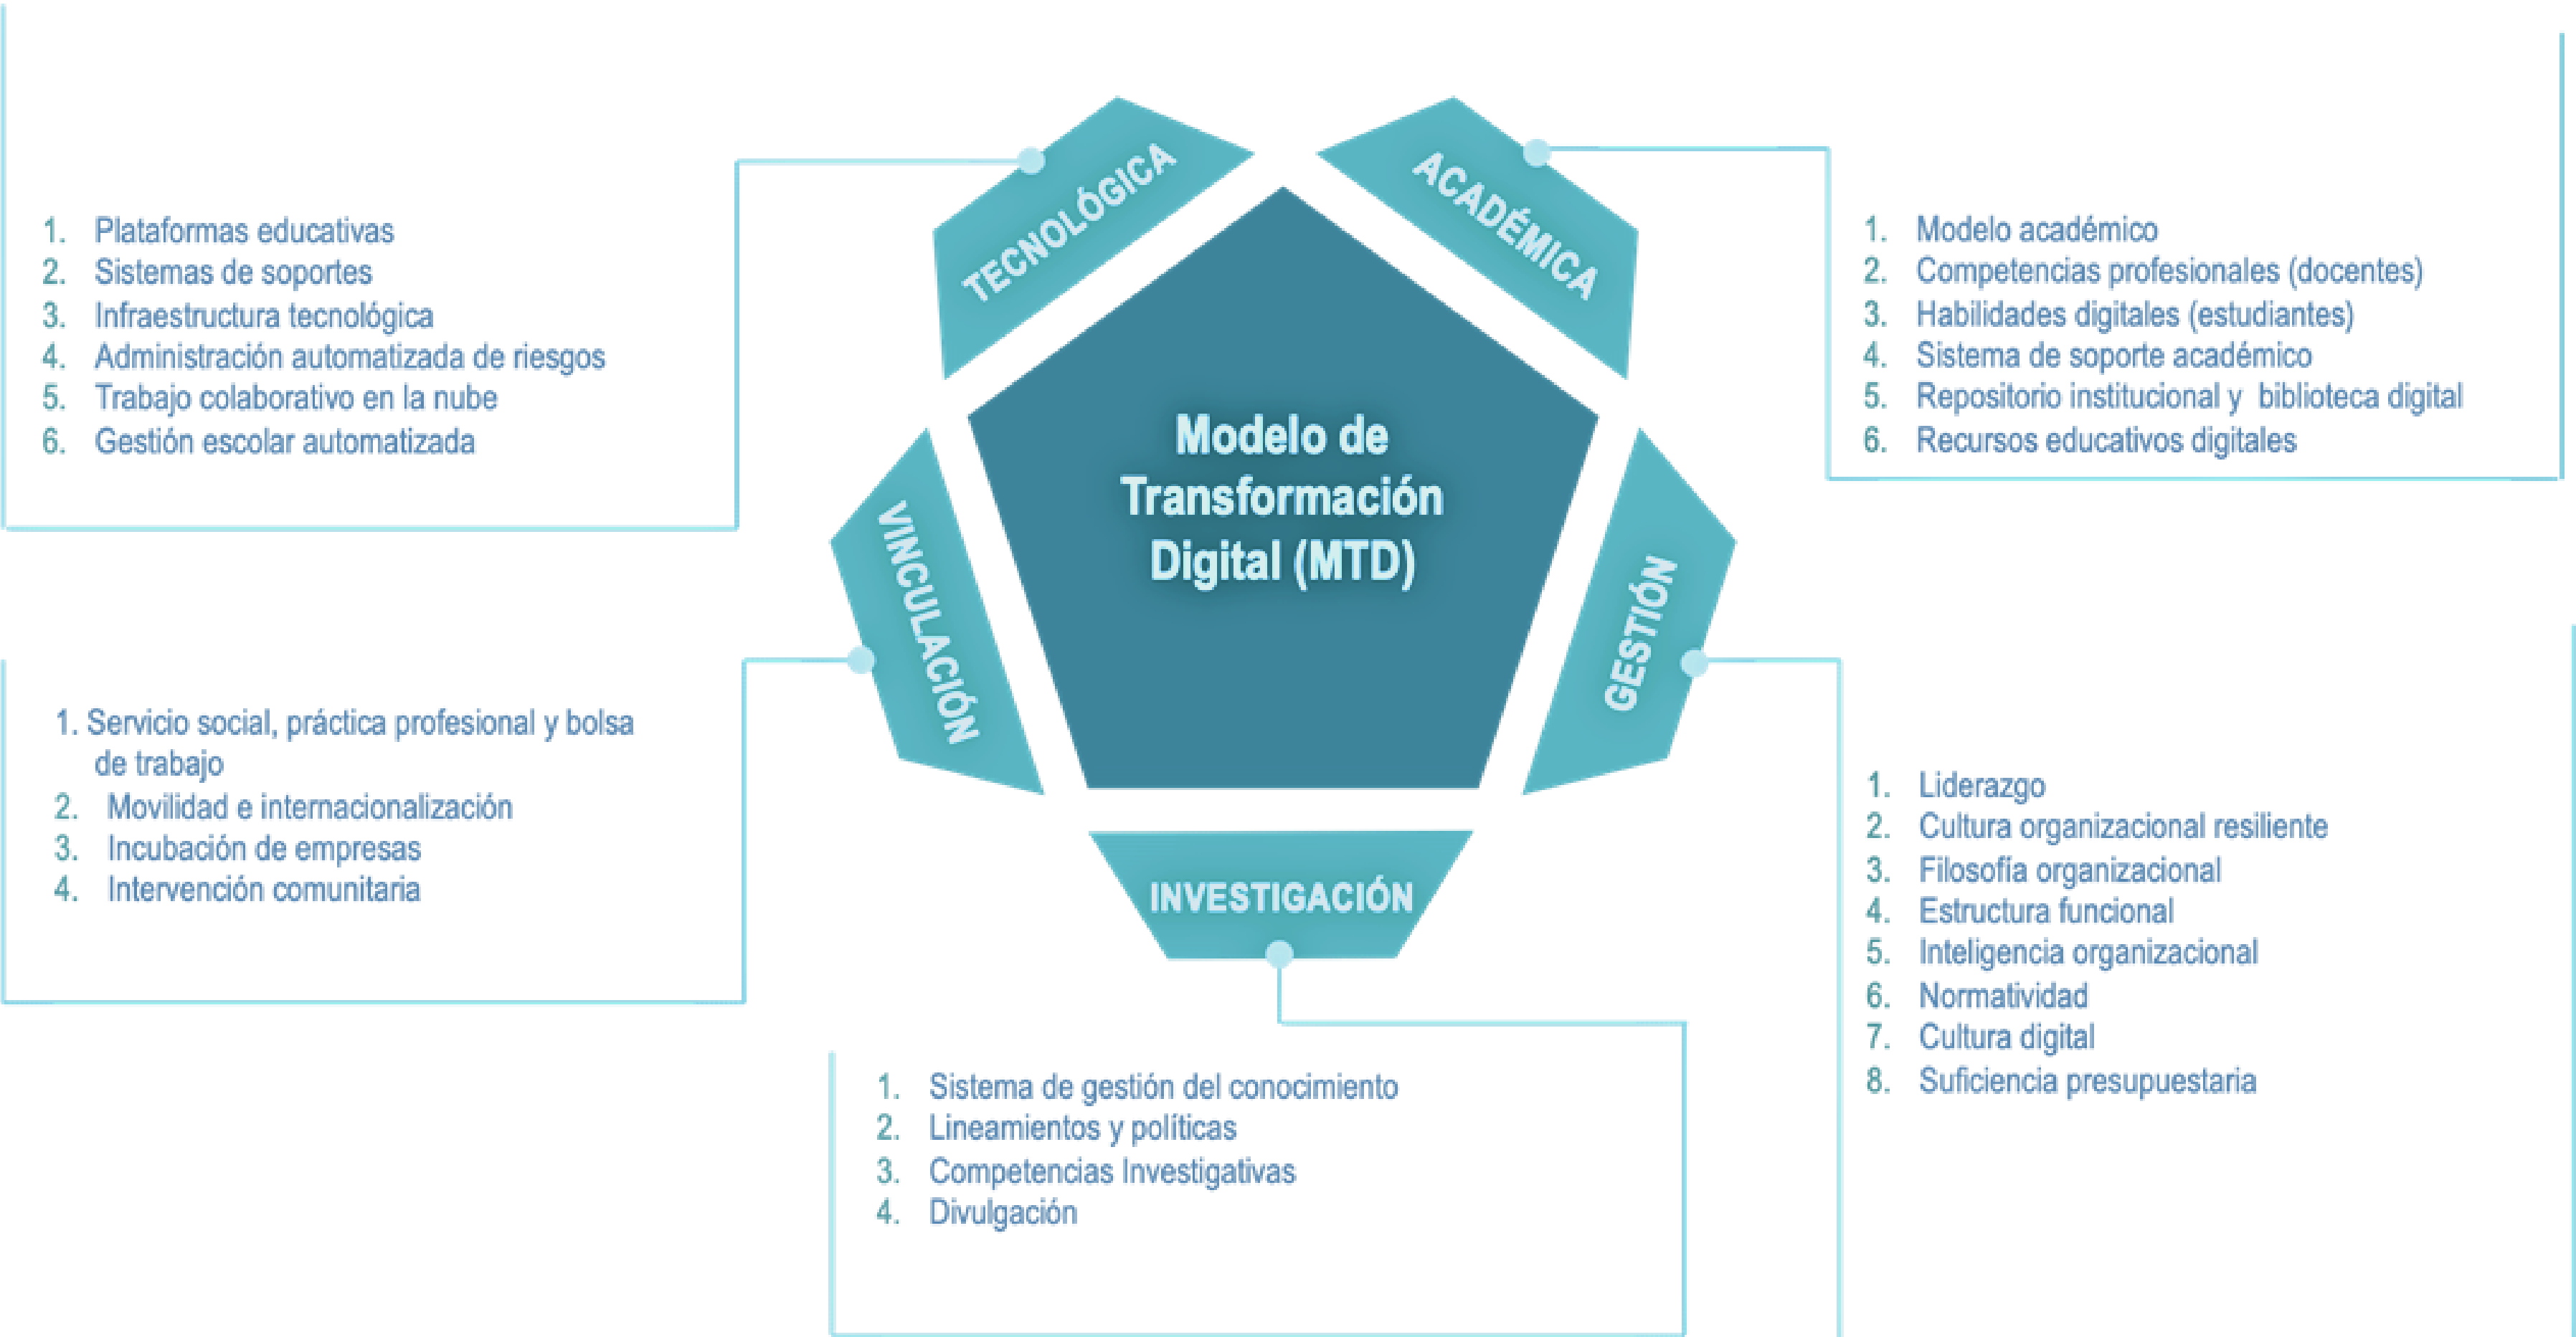 TECNOLÓGICA
1. Plataformas educativas
2. Sistemas de soportes
3. Infraestructura tecnológica
4. Administración automatizada de riesgos
5. Trabajo colaborativo en la nube
6. Gestión escolar automatizada
ACADÉMICA
1. Modelo académico
2. Competencias profesionales (docentes)
3. Habilidades digitales (estudiantes)
4. Sistema de soporte académico
5. Repositorio institucional y biblioteca digital
6. Recursos educativos digitales
Modelo de
Transformación
Digital (MTD)
VINCULACIÓN
1. Servicio social, práctica profesional y bolsa
de trabajo
2. Movilidad e internacionalización
3. Incubación de empresas
4. Intervención comunitaria
GESTIÓN
1. Liderazgo
2. Cultura organizacional resiliente
3. Filosofía organizacional
4. Estructura funcional
5. Inteligencia organizacional
6. Normatividad
7. Cultura digital
8. Suficiencia presupuestaria
INVESTIGACIÓN
1. Sistema de gestión del conocimiento
2. Lineamientos y políticas
3. Competencias Investigativas
4. Divulgación